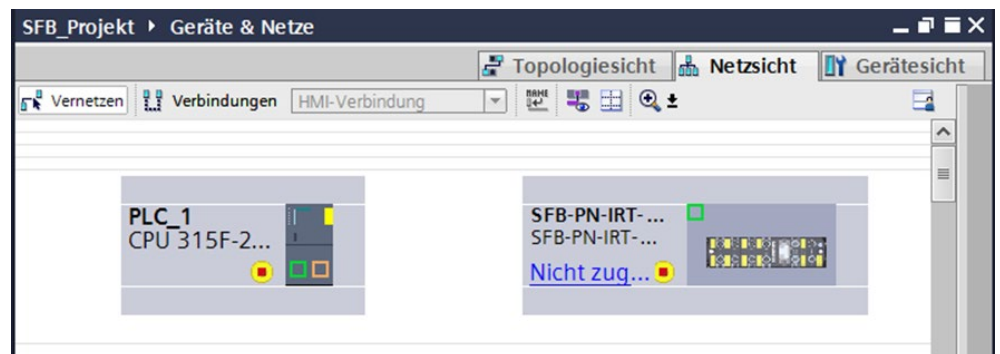 SFB_Projekt ▸ Geräte & Netze
Topologiesicht Netzsicht Gerätesicht
Vernetzen Verbindungen HMI-Verbindung
PLC_1
CPU 315F-2...
SFB-PN-IRT-...
SFB-PN-IRT-...
Nicht zug...